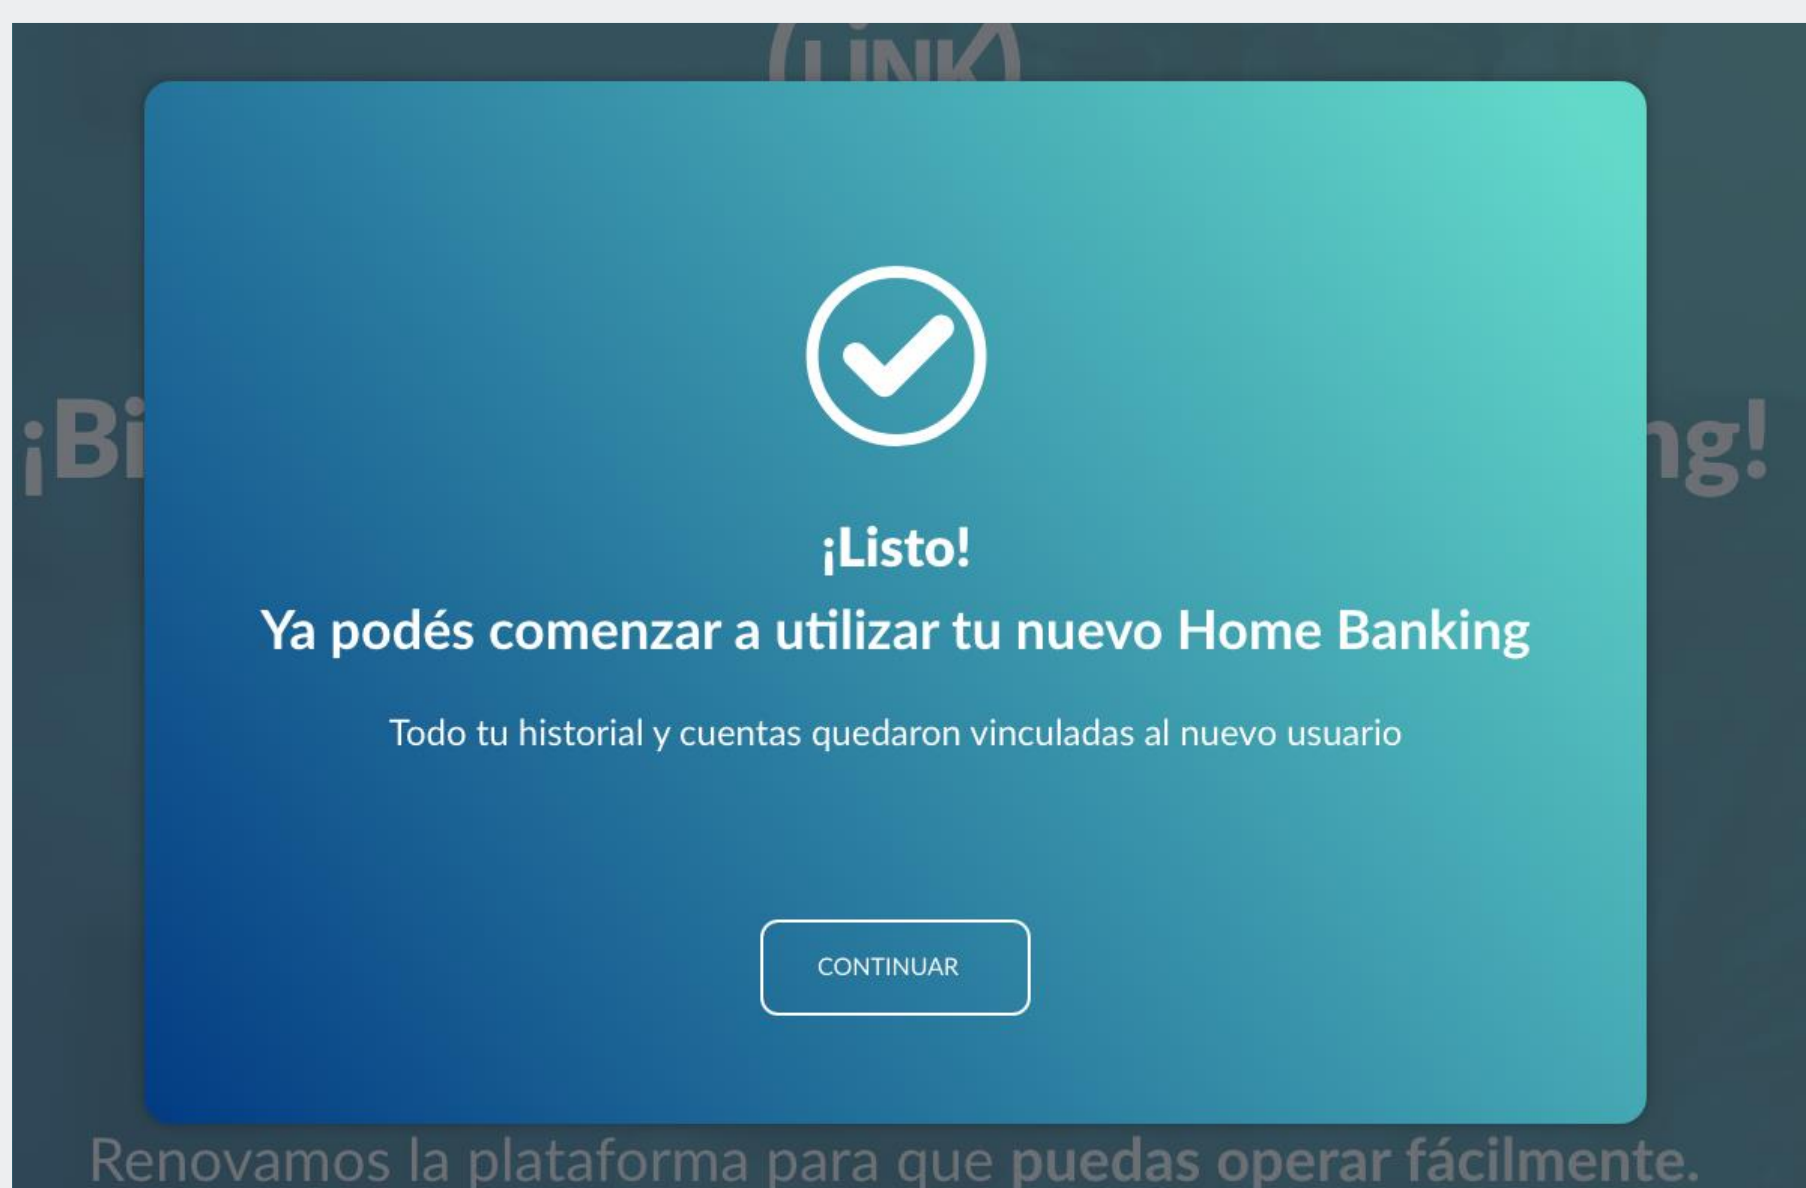 (LiNK)
¡Listo!
Ya podés comenzar a utilizar tu nuevo Home Banking
Todo tu historial y cuentas quedaron vinculadas al nuevo usuario
CONTINUAR
Renovamos la plataforma para que puedas operar fácilmente.